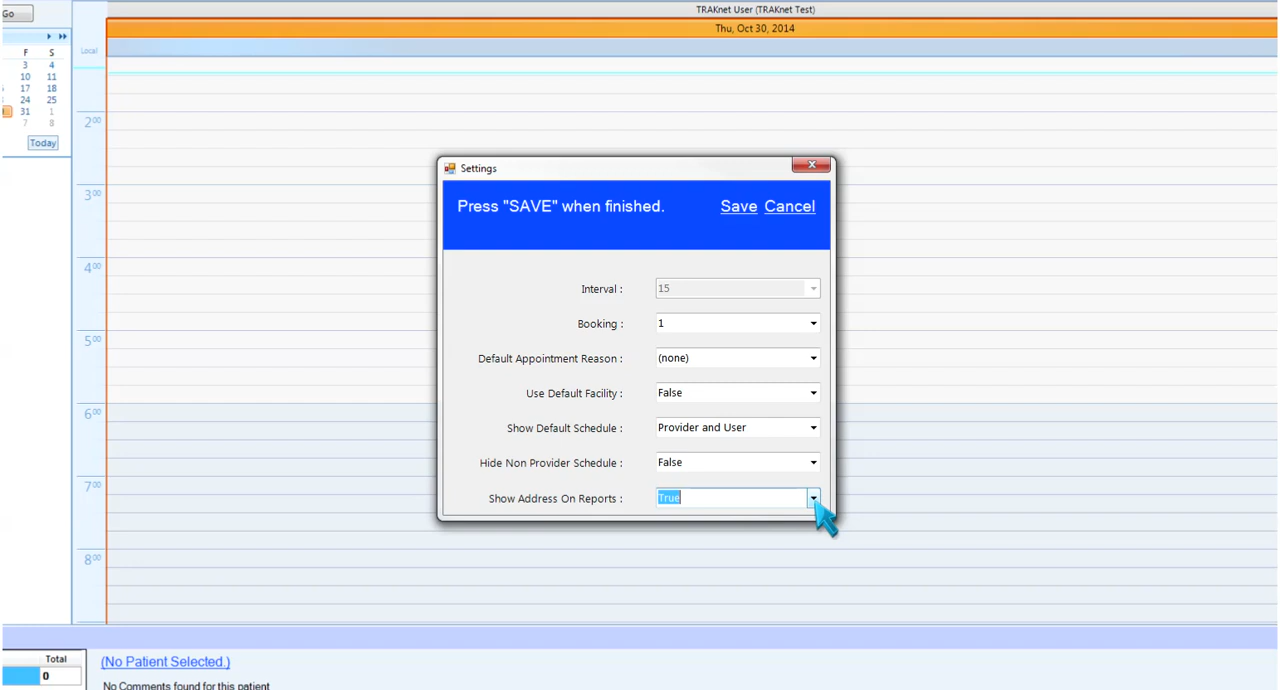 Go
TRAKnet User (TRAKnet Test)
Thu, Oct 30, 2014
F S
3 4
10 11
17 18
24 25
31 1
7 8
Today
Local
2⁰⁰
3⁰⁰
4⁰⁰
5⁰⁰
6⁰⁰
7⁰⁰
8⁰⁰
Settings
Press "SAVE" when finished. Save Cancel
Interval : 15
Booking : 1
Default Appointment Reason : (none)
Use Default Facility : False
Show Default Schedule : Provider and User
Hide Non Provider Schedule : False
Show Address On Reports : True
Total
0
(No Patient Selected.)
No Comments found for this patient